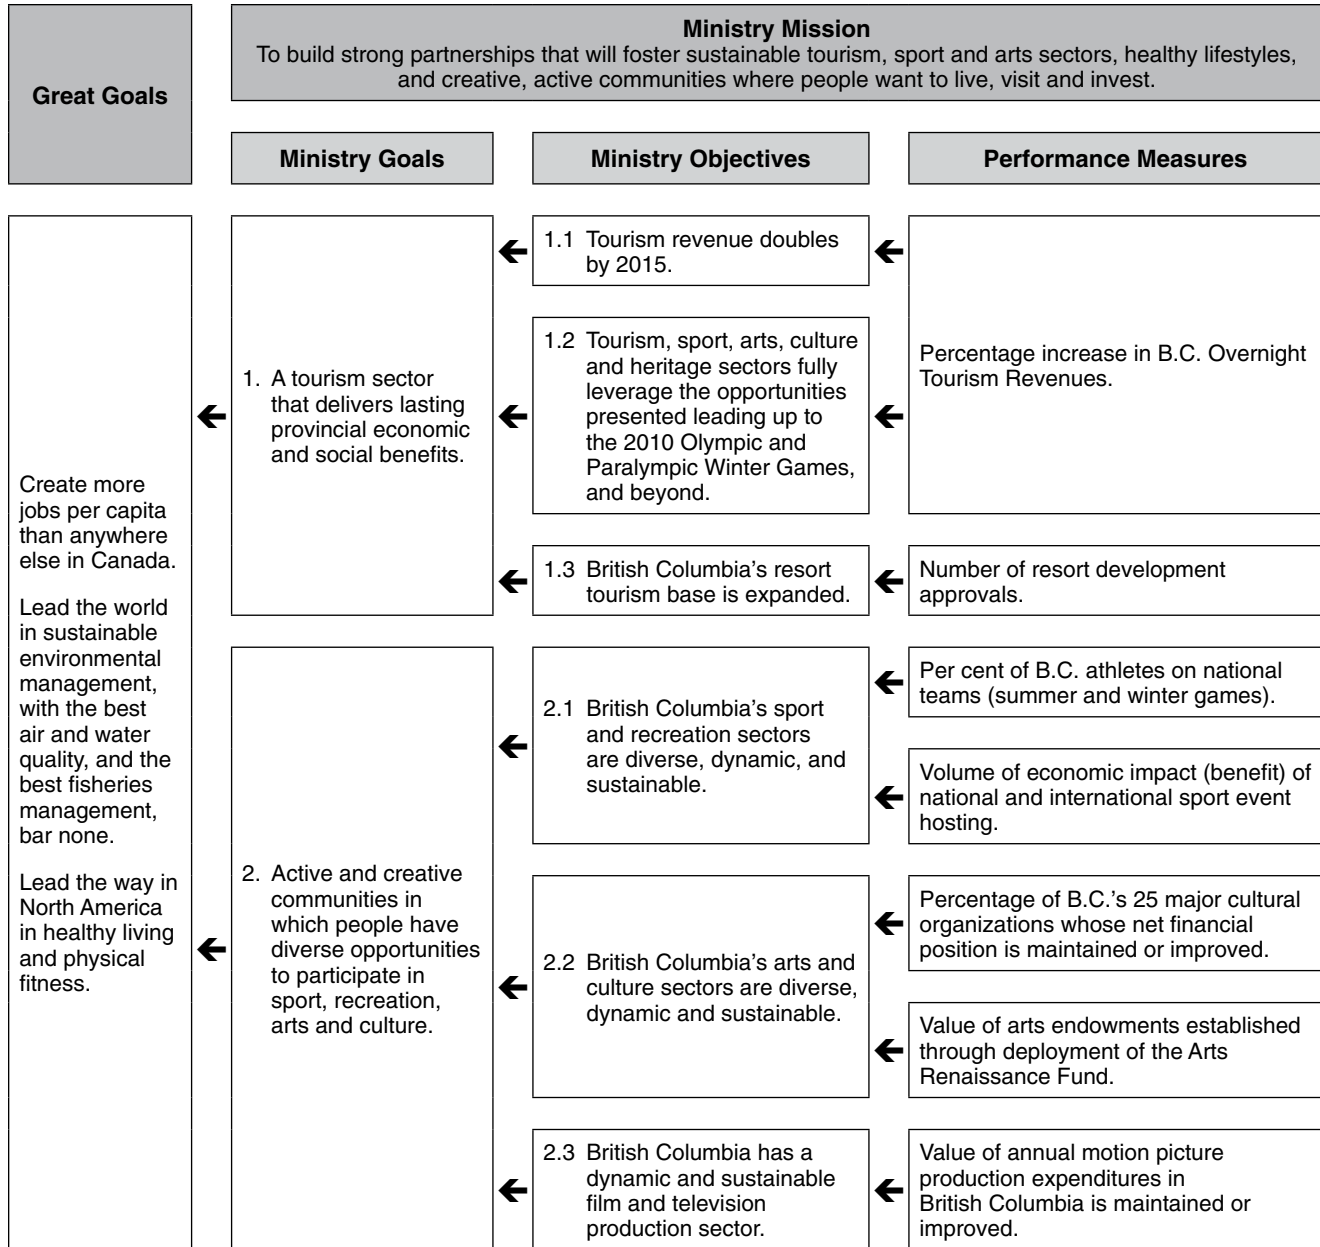 Great Goals
Ministry Mission
To build strong partnerships that will foster sustainable tourism, sport and arts sectors, healthy lifestyles,
and creative, active communities where people want to live, visit and invest.
Ministry Goals
Ministry Objectives
Performance Measures
Create more
jobs per capita
than anywhere
else in Canada.
Lead the world
in sustainable
environmental
management,
with the best
air and water
quality, and the
best fisheries
management,
bar none.
Lead the way in
North America
in healthy living
and physical
fitness.
1. A tourism sector
that delivers lasting
provincial economic
and social benefits.
1.1 Tourism revenue doubles
by 2015.
1.2 Tourism, sport, arts, culture
and heritage sectors fully
leverage the opportunities
presented leading up to
the 2010 Olympic and
Paralympic Winter Games,
and beyond.
Percentage increase in B.C. Overnight
Tourism Revenues.
1.3 British Columbia's resort
tourism base is expanded.
Number of resort development
approvals.
2. Active and creative
communities in
which people have
diverse opportunities
to participate in
sport, recreation,
arts and culture.
2.1 British Columbia's sport
and recreation sectors
are diverse, dynamic, and
sustainable.
Per cent of B.C. athletes on national
teams (summer and winter games).
Volume of economic impact (benefit) of
national and international sport event
hosting.
2.2 British Columbia's arts and
culture sectors are diverse,
dynamic and sustainable.
Percentage of B.C.'s 25 major cultural
organizations whose net financial
position is maintained or improved.
Value of arts endowments established
through deployment of the Arts
Renaissance Fund.
2.3 British Columbia has a
dynamic and sustainable
film and television
production sector.
Value of annual motion picture
production expenditures in
British Columbia is maintained or
improved.